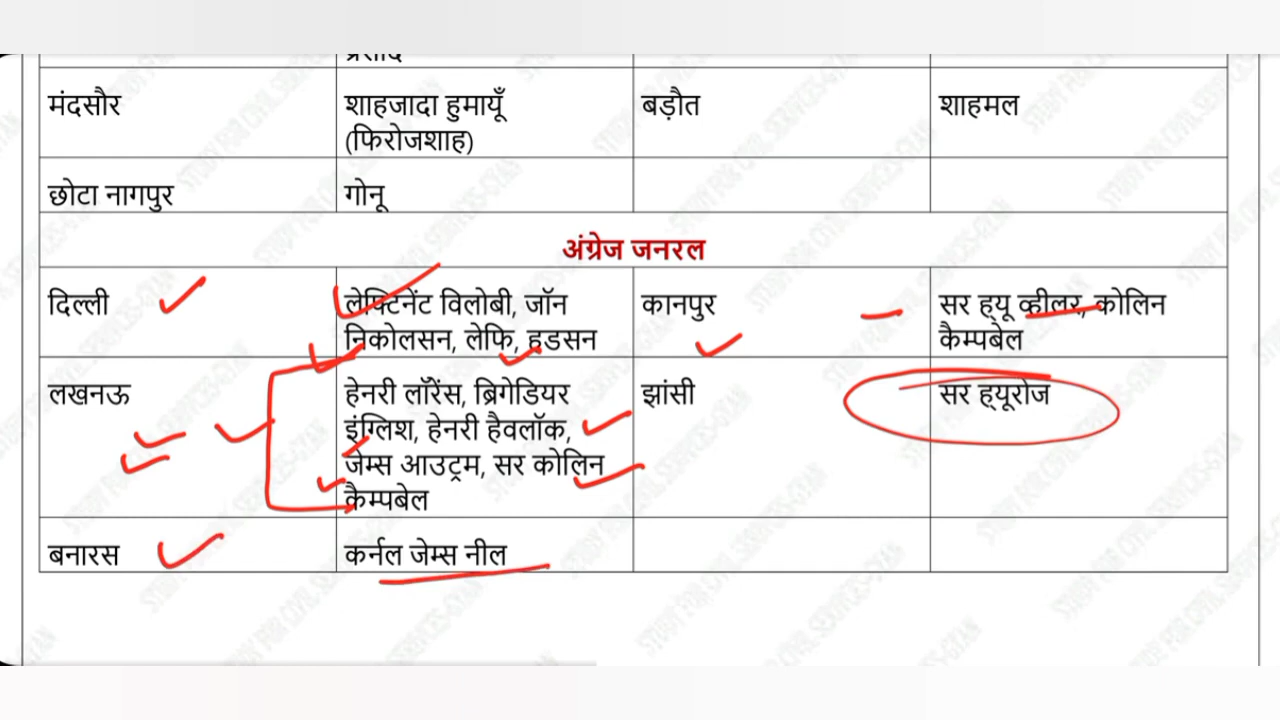 प्रसाद
मंदसौर
शाहजादा हुमायूँ
(फिरोजशाह)
बड़ौत
शाहमल
छोटा नागपुर
गोनू
अंग्रेज जनरल
दिल्ली
लेफ्टिनेंट विलोबी, जॉन
निकोलसन, लेफि, हडसन
कानपुर
सर ह्यू व्हीलर, कोलिन
कैम्पबेल
लखनऊ
हेनरी लॉरेंस, ब्रिगेडियर
इंग्लिश, हेनरी हैवलॉक,
जेम्स आउट्रम, सर कोलिन
कैम्पबेल
झांसी
सर ह्यूरोज
बनारस
कर्नल जेम्स नील